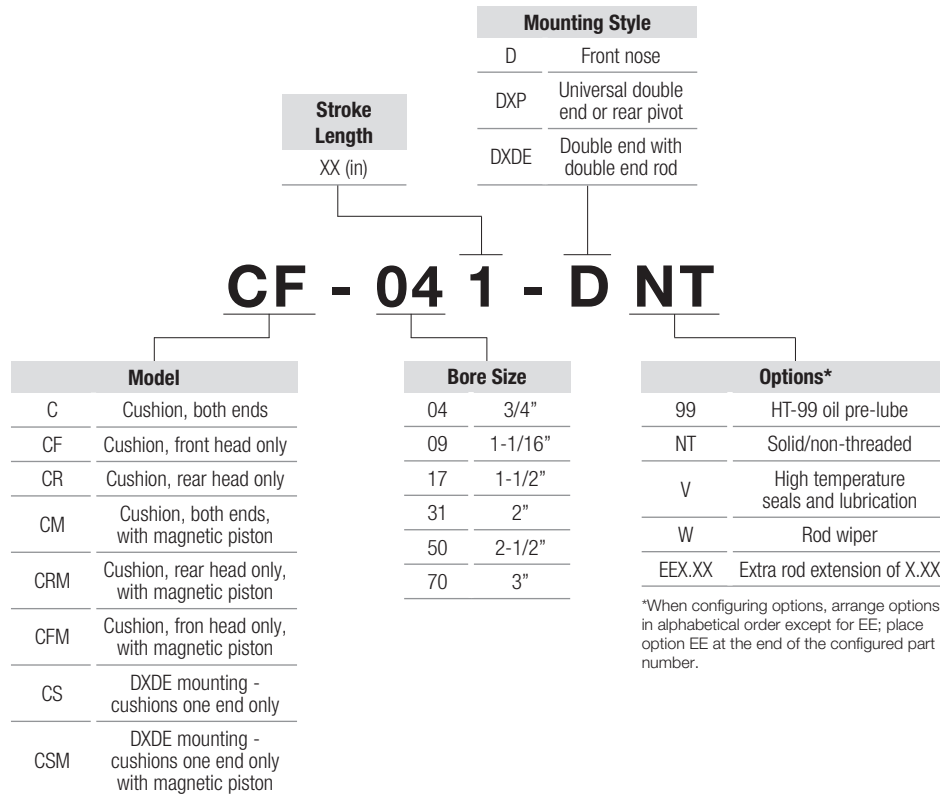 Mounting Style
D Front nose
DXP Universal double
end or rear pivot
DXDE Double end with
double end rod
Stroke
Length
XX (in)
CF - 04 1 - D NT
Model
C Cushion, both ends
CF Cushion, front head only
CR Cushion, rear head only
CM Cushion, both ends,
with magnetic piston
CRM Cushion, rear head only,
with magnetic piston
CFM Cushion, fron head only,
with magnetic piston
CS DXDE mounting -
cushions one end only
CSM DXDE mounting -
cushions one end only
with magnetic piston
Bore Size
04 3/4”
09 1-1/16”
17 1-1/2”
31 2”
50 2-1/2”
70 3”
Options*
99 HT-99 oil pre-lube
NT Solid/non-threaded
V High temperature
seals and lubrication
W Rod wiper
EEX.XX Extra rod extension of X.XX
*When configuring options, arrange options
in alphabetical order except for EE; place
option EE at the end of the configured part
number.